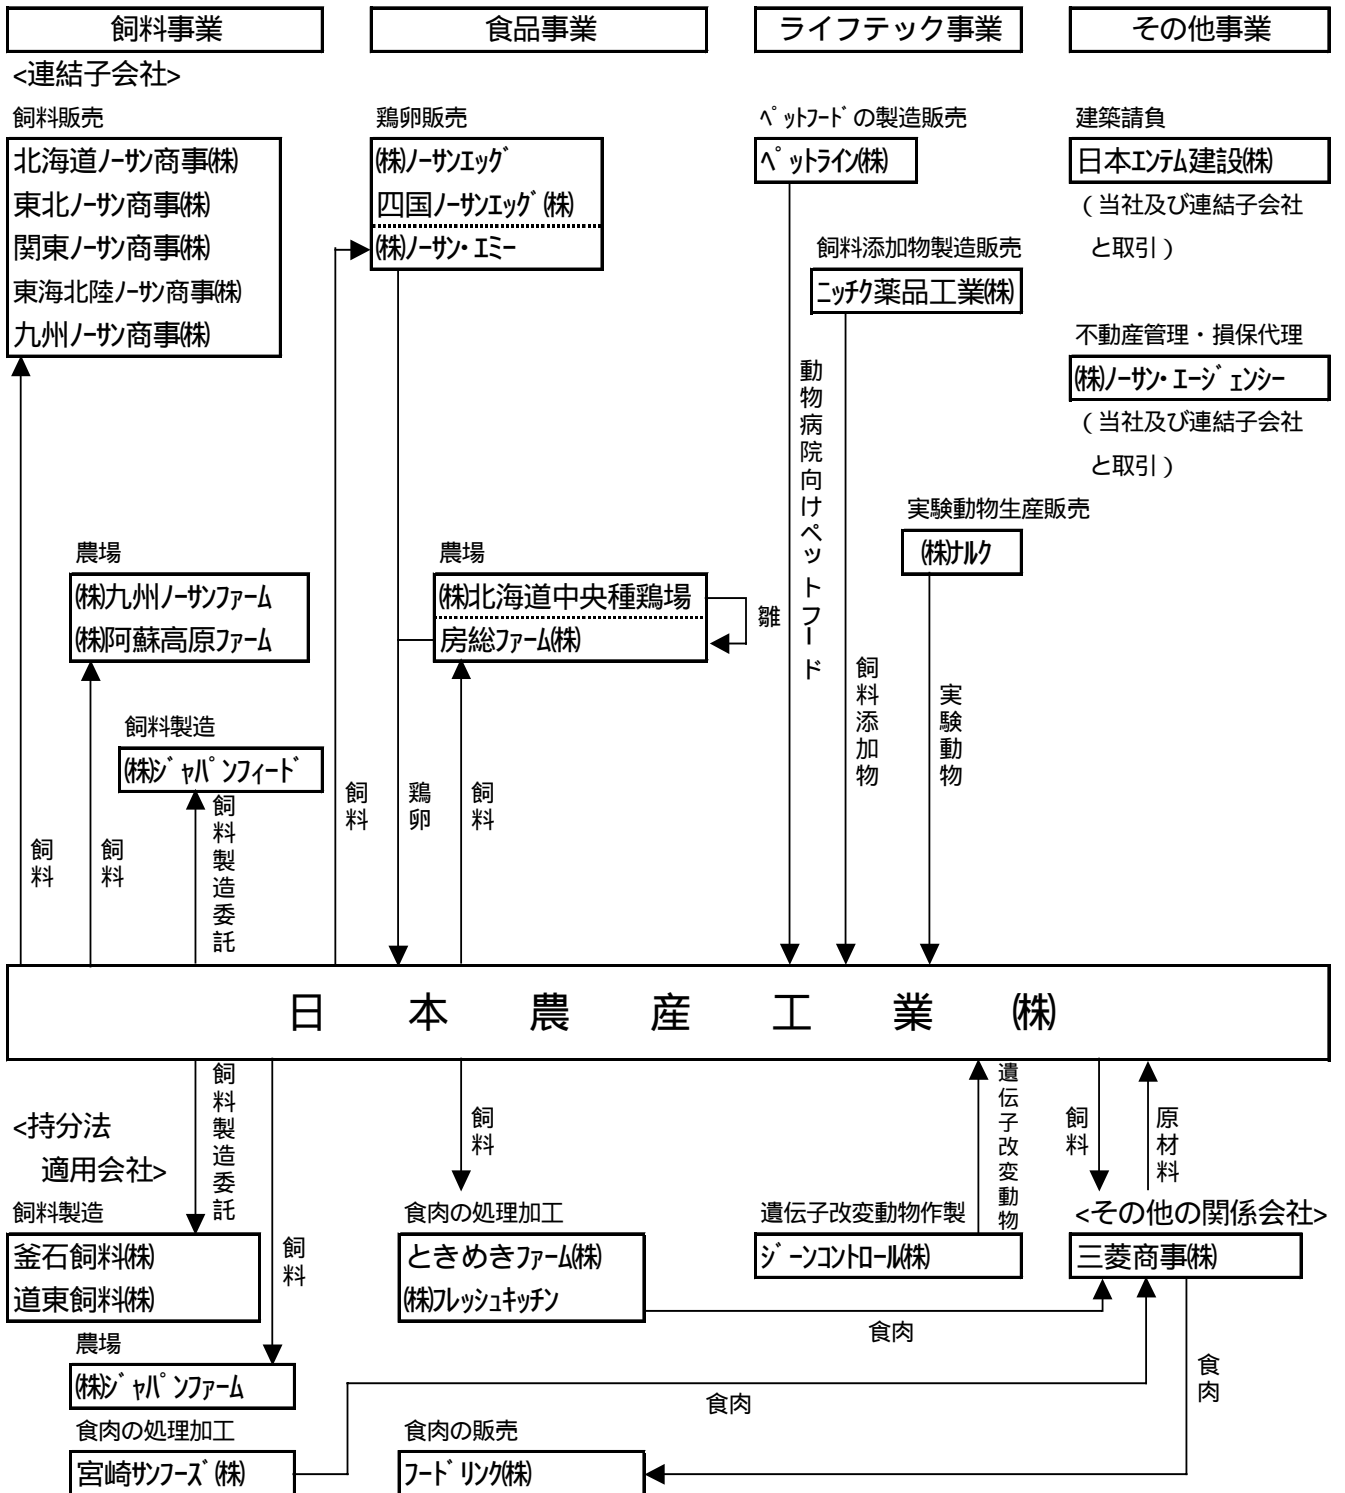 飼料事業
食品事業
ライフテック事業
その他事業
<連結子会社>
飼料販売
北海道ﾉｰｻﾝ商事㈱
東北ﾉｰｻﾝ商事㈱
関東ﾉｰｻﾝ商事㈱
東海北陸ﾉｰｻﾝ商事㈱
九州ﾉｰｻﾝ商事㈱
鶏卵販売
㈱ﾉｰｻﾝｴｯｸﾞ
四国ﾉｰｻﾝｴｯｸﾞ㈱
㈱ﾉｰｻﾝ・ｴﾐｰ
ﾍﾟｯﾄﾌｰﾄﾞの製造販売
ﾍﾟｯﾄﾗｲﾝ㈱
飼料添加物製造販売
ﾆｯﾁｸ薬品工業㈱
建築請負
日本ｴﾝﾃﾑ建設㈱
（当社及び連結子会社
と取引）
不動産管理・損保代理
㈱ﾉｰｻﾝ・ｴｰｼﾞｪﾝｼｰ
（当社及び連結子会社
と取引）
実験動物生産販売
㈱ﾅﾙｸ
農場
㈱九州ﾉｰｻﾝﾌｧｰﾑ
㈱阿蘇高原ﾌｧｰﾑ
農場
㈱北海道中央種鶏場
房総ﾌｧｰﾑ㈱
雛
飼料製造
㈱ｼﾞｬﾊﾟﾝﾌｨｰﾄﾞ
飼料
飼料
飼料製造委託
飼料
鶏卵
飼料
動物病院向けペットフード
飼料添加物
実験動物
日本農産工業㈱
飼料製造委託
飼料
飼料
遺伝子改変動物
飼料
原材料
<持分法
適用会社>
飼料製造
釜石飼料㈱
道東飼料㈱
食肉の処理加工
ときめきﾌｧｰﾑ㈱
㈱ﾌﾚｯｼｭｷｯﾁﾝ
遺伝子改変動物作製
ｼﾞｰﾝｺﾝﾄﾛｰﾙ㈱
<その他の関係会社>
三菱商事㈱
食肉
農場
㈱ｼﾞｬﾊﾟﾝﾌｧｰﾑ
食肉
食肉
食肉の処理加工
宮崎ｻﾝﾌｰｽﾞ㈱
食肉の販売
ﾌｰﾄﾞﾘﾝｸ㈱